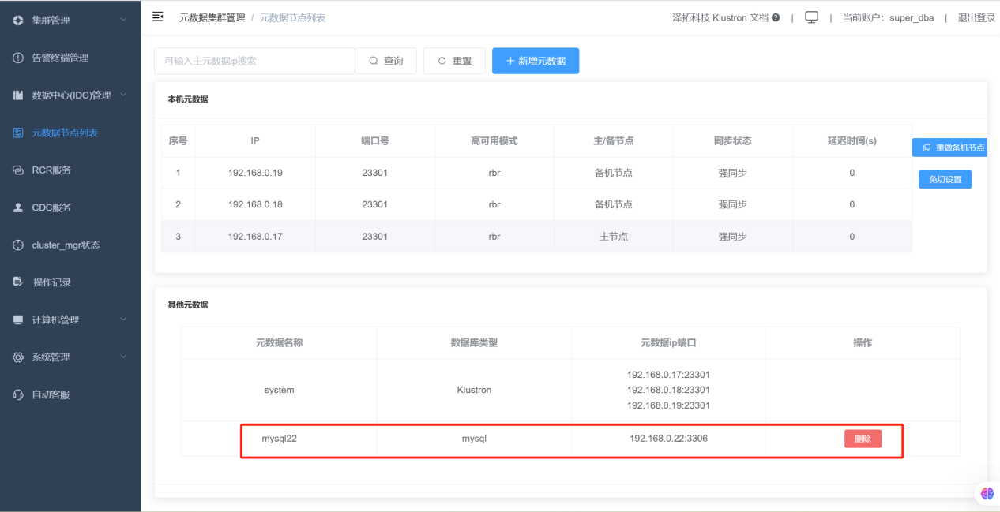 集群管理
元数据集群管理 / 元数据节点列表
泽拓科技 Klustron 文档 | | 当前账户：super_dba | 退出登录
告警终端管理
数据中心(IDC)管理
元数据节点列表
RCR服务
CDC服务
cluster_mgr状态
操作记录
计算机管理
系统管理
自动客服
可输入主元数据ip搜索 查询 重置 + 新增元数据
本机元数据
序号 IP 端口号 高可用模式 主/备节点 同步状态 延迟时间(s)
1 192.168.0.19 23301 rbr 备机节点 强同步 0
2 192.168.0.18 23301 rbr 备机节点 强同步 0
3 192.168.0.17 23301 rbr 主节点 强同步 0
重做备机节点
免切设置
其他元数据
元数据名称 数据库类型 元数据ip端口 操作
system Klustron 192.168.0.17:23301
192.168.0.18:23301
192.168.0.19:23301
mysql22 mysql 192.168.0.22:3306 删除